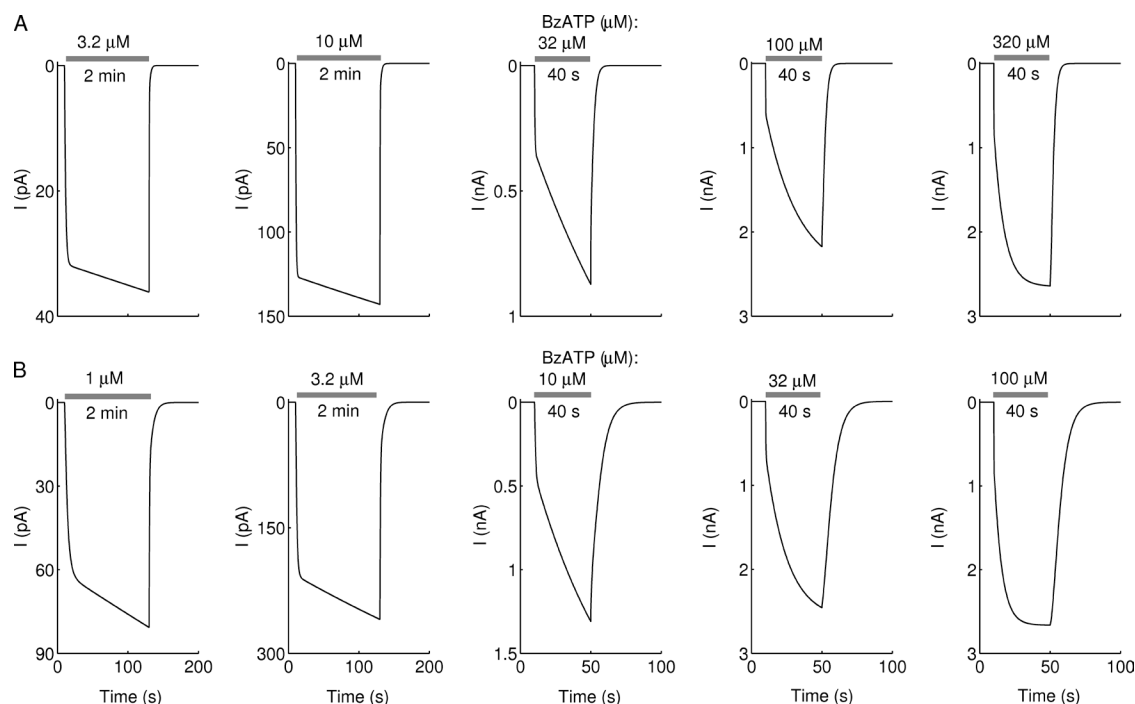 A
BzATP (μM):
3.2 μM 10 μM 32 μM 100 μM 320 μM
2 min 2 min 40 s 40 s 40 s
I (pA) 0 20 40
I (pA) 0 50 100 150
I (nA) 0 0.5 1
I (nA) 0 1 2 3
I (nA) 0 1 2 3
B
BzATP (μM):
1 μM 3.2 μM 10 μM 32 μM 100 μM
2 min 2 min 40 s 40 s 40 s
I (pA) 0 30 60 90
I (pA) 0 150 300
I (nA) 0 0.5 1 1.5
I (nA) 0 1 2 3
I (nA) 0 1 2 3
0 100 200 0 100 200 0 50 100 0 50 100 0 50 100
Time (s) Time (s) Time (s) Time (s) Time (s)